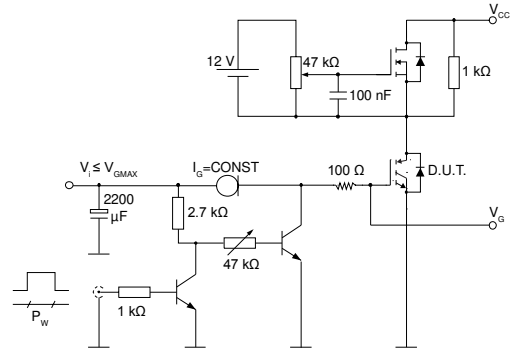 V_CC
12 V
47 kΩ
100 nF
1 kΩ
V_i ≤ V_GMAX
I_G=CONST
100 Ω
D.U.T.
2200
µF
2.7 kΩ
V_G
47 kΩ
1 kΩ
P_W